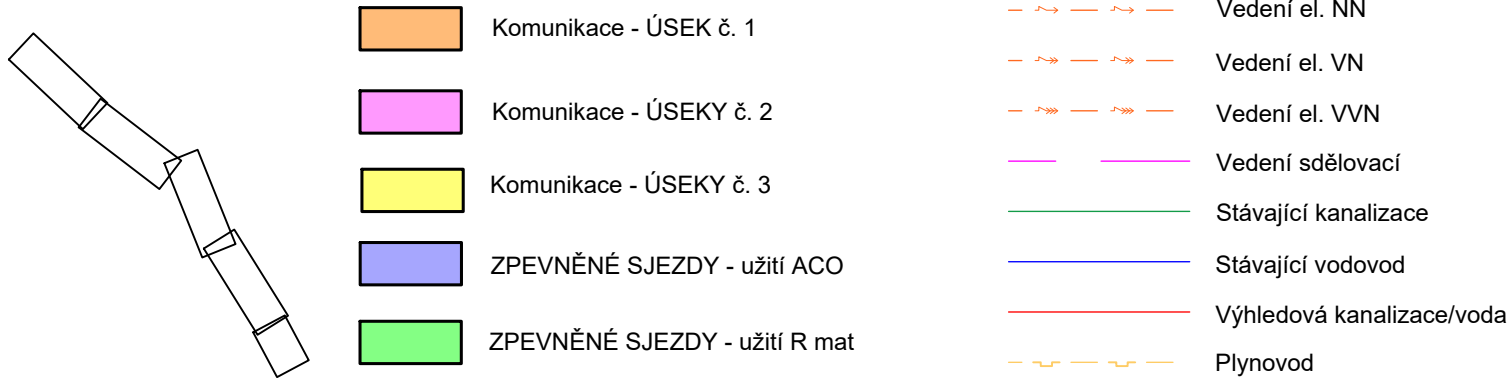 Komunikace - ÚSEK č. 1
Komunikace - ÚSEKY č. 2
Komunikace - ÚSEKY č. 3
ZPEVNĚNÉ SJEZDY - užití ACO
ZPEVNĚNÉ SJEZDY - užití R mat
Vedení el. NN
Vedení el. VN
Vedení el. VVN
Vedení sdělovací
Stávající kanalizace
Stávající vodovod
Výhledová kanalizace/voda
Plynovod